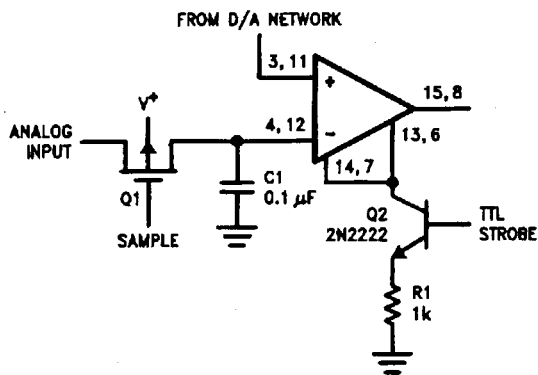 FROM D/A NETWORK
3, 11
+
15, 8
V+
ANALOG
INPUT
4, 12
−
13, 6
14, 7
C1
0.1 µF
Q1
Q2
2N2222
TTL
STROBE
SAMPLE
R1
1k